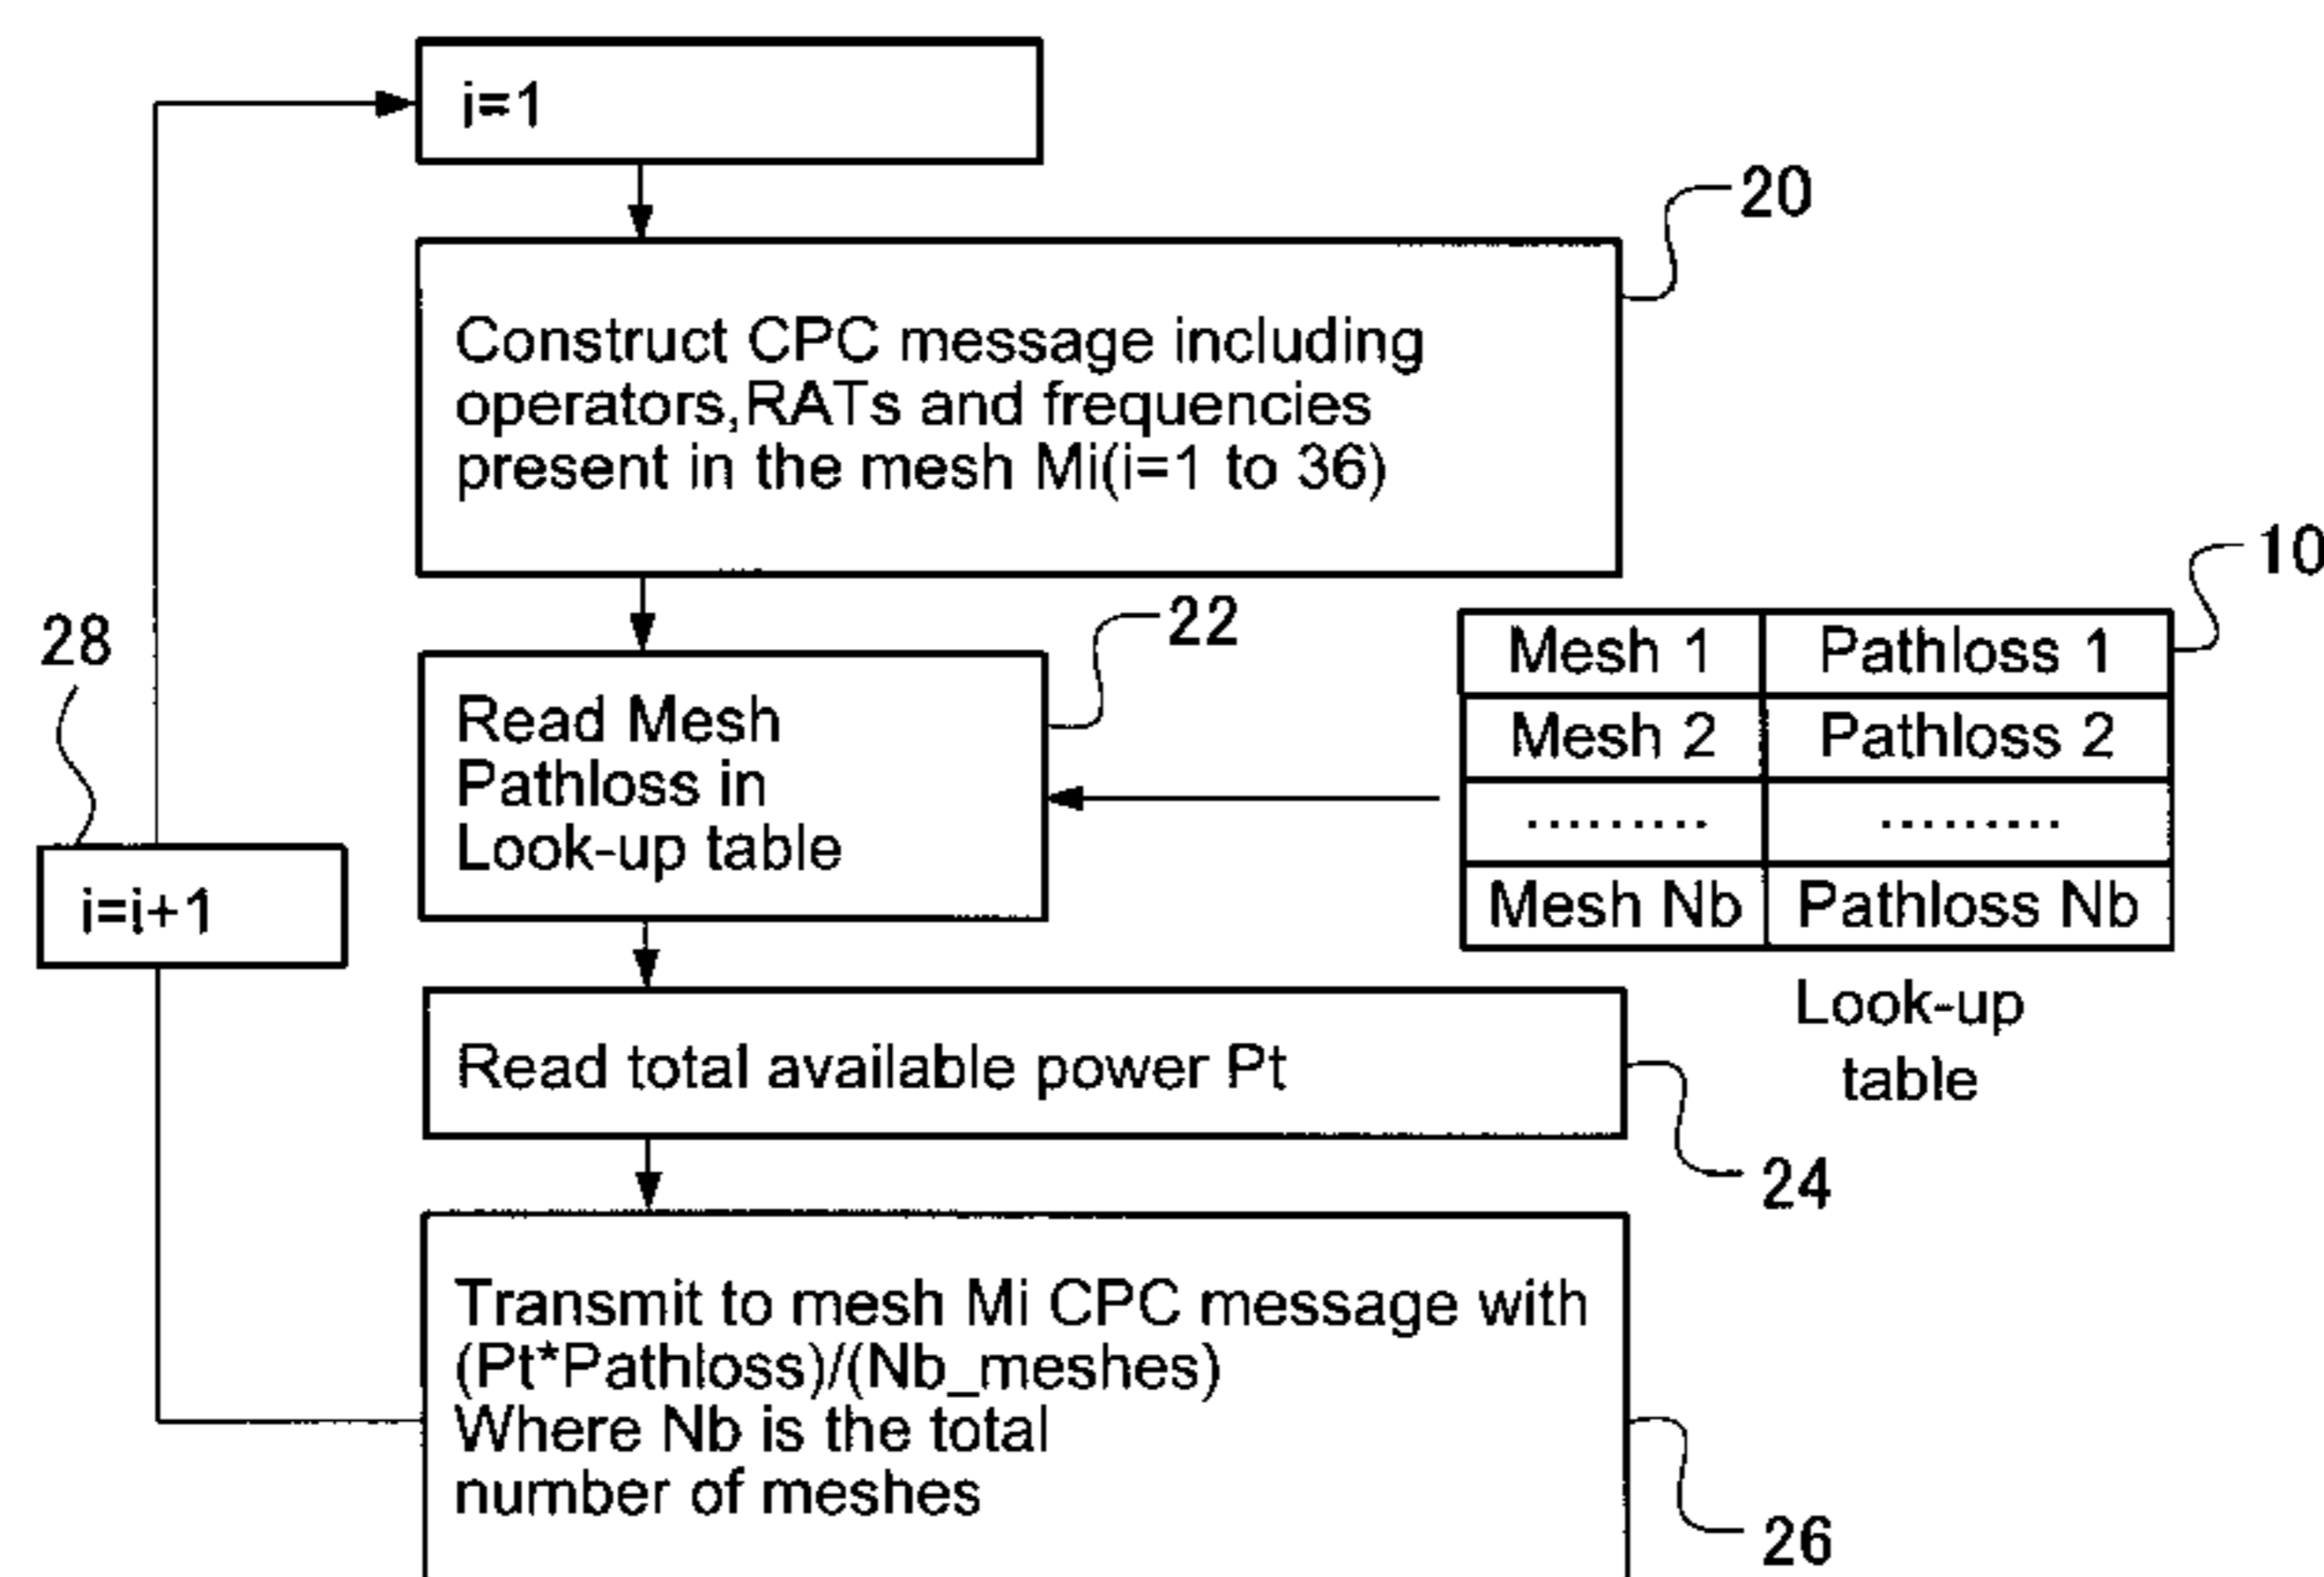 i=1
20
Construct CPC message including
operators,RATs and frequencies
present in the mesh Mi(i=1 to 36)
10
28
22
Read Mesh
Pathloss in
Look-up table
Mesh 1 Pathloss 1
Mesh 2 Pathloss 2
......... .........
Mesh Nb Pathloss Nb
Look-up
table
i=i+1
Read total available power Pt
24
Transmit to mesh Mi CPC message with
(Pt*Pathloss)/(Nb_meshes)
Where Nb is the total
number of meshes
26